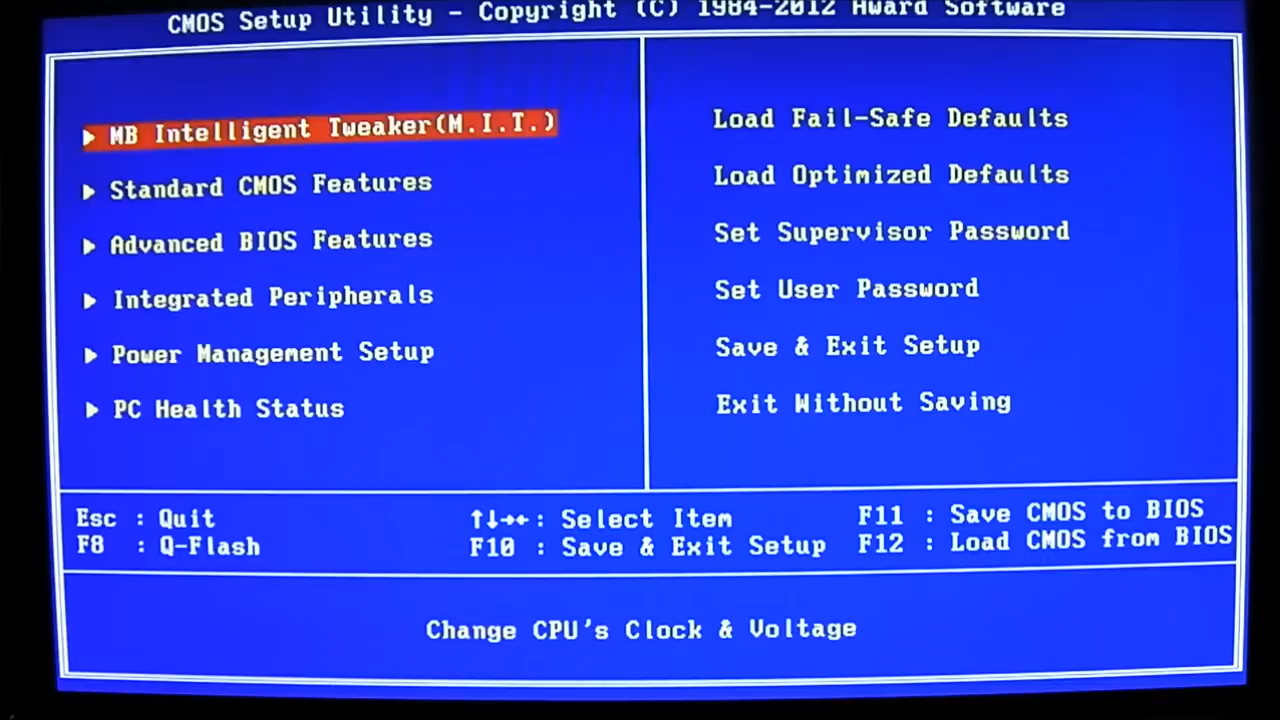 CMOS Setup Utility - Copyright (C) 1984-2012 Award Software
MB Intelligent Tweaker(M.I.T.)
Standard CMOS Features
Advanced BIOS Features
Integrated Peripherals
Power Management Setup
PC Health Status
Load Fail-Safe Defaults
Load Optimized Defaults
Set Supervisor Password
Set User Password
Save & Exit Setup
Exit Without Saving
Esc : Quit
F8 : Q-Flash
↑↓→←: Select Item
F10 : Save & Exit Setup
F11 : Save CMOS to BIOS
F12 : Load CMOS from BIOS
Change CPU's Clock & Voltage